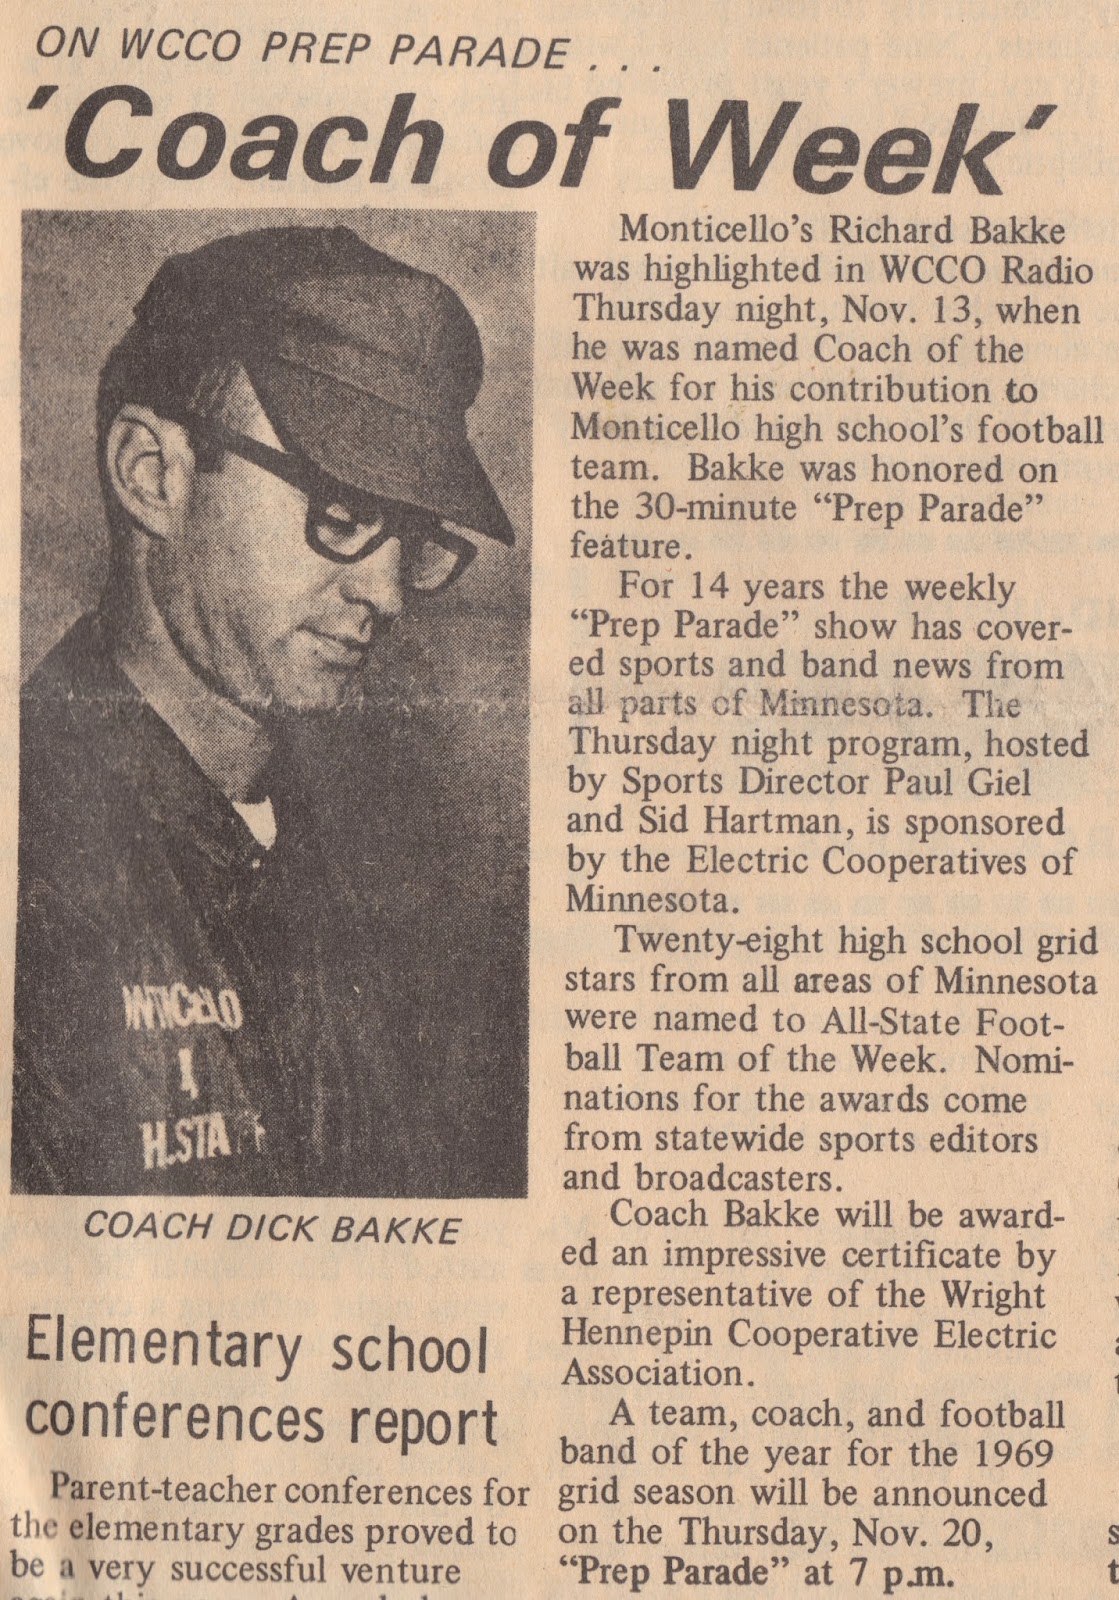 ON WCCO PREP PARADE . . .
'Coach of Week'
MNTICELLO
H.STA
COACH DICK BAKKE
Monticello's Richard Bakke
was highlighted in WCCO Radio
Thursday night, Nov. 13, when
he was named Coach of the
Week for his contribution to
Monticello high school's football
team. Bakke was honored on
the 30-minute “Prep Parade”
feature.
For 14 years the weekly
“Prep Parade” show has cover-
ed sports and band news from
all parts of Minnesota. The
Thursday night program, hosted
by Sports Director Paul Giel
and Sid Hartman, is sponsored
by the Electric Cooperatives of
Minnesota.
Twenty-eight high school grid
stars from all areas of Minnesota
were named to All-State Foot-
ball Team of the Week. Nomi-
nations for the awards come
from statewide sports editors
and broadcasters.
Coach Bakke will be award-
ed an impressive certificate by
a representative of the Wright
Hennepin Cooperative Electric
Association.
A team, coach, and football
band of the year for the 1969
grid season will be announced
on the Thursday, Nov. 20,
“Prep Parade” at 7 p.m.
Elementary school
conferences report
Parent-teacher conferences for
the elementary grades proved to
be a very successful venture